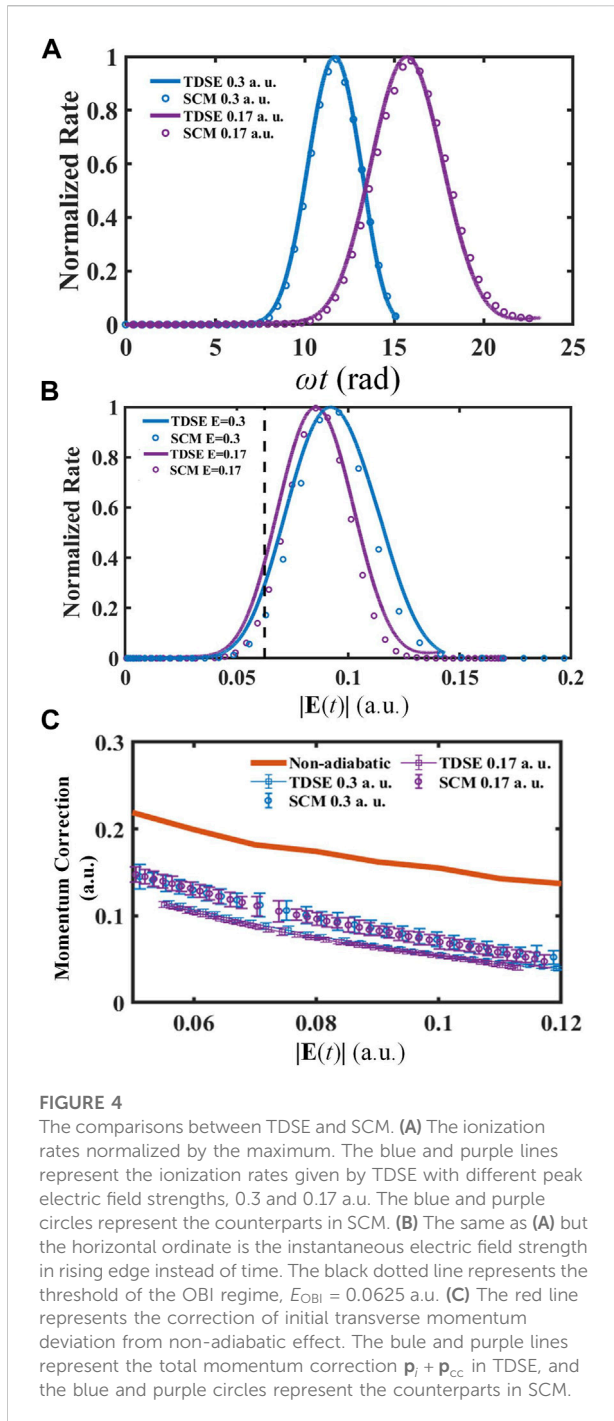 A
TDSE 0.3 a. u.
SCM 0.3 a. u.
TDSE 0.17 a. u.
SCM 0.17 a.u.
Normalized Rate
1
0.8
0.6
0.4
0.2
0
0 5 10 15 20 25
ωt (rad)
B
TDSE E=0.3
SCM E=0.3
TDSE E=0.17
SCM E=0.17
Normalized Rate
1
0.8
0.6
0.4
0.2
0
0 0.05 0.1 0.15 0.2
|E(t)| (a.u.)
C
Non-adiabatic
TDSE 0.3 a. u.
SCM 0.3 a. u.
TDSE 0.17 a. u.
SCM 0.17 a. u.
Momentum Correction
(a.u.)
0.3
0.2
0.1
0
0.06 0.08 0.1 0.12
|E(t)| (a.u.)
FIGURE 4
The comparisons between TDSE and SCM. (A) The ionization
rates normalized by the maximum. The blue and purple lines
represent the ionization rates given by TDSE with different peak
electric field strengths, 0.3 and 0.17 a.u. The blue and purple
circles represent the counterparts in SCM. (B) The same as (A) but
the horizontal ordinate is the instantaneous electric field strength
in rising edge instead of time. The black dotted line represents the
threshold of the OBI regime, E_OBI = 0.0625 a.u. (C) The red line
represents the correction of initial transverse momentum
deviation from non-adiabatic effect. The bule and purple lines
represent the total momentum correction p_i + p_cc in TDSE, and
the blue and purple circles represent the counterparts in SCM.